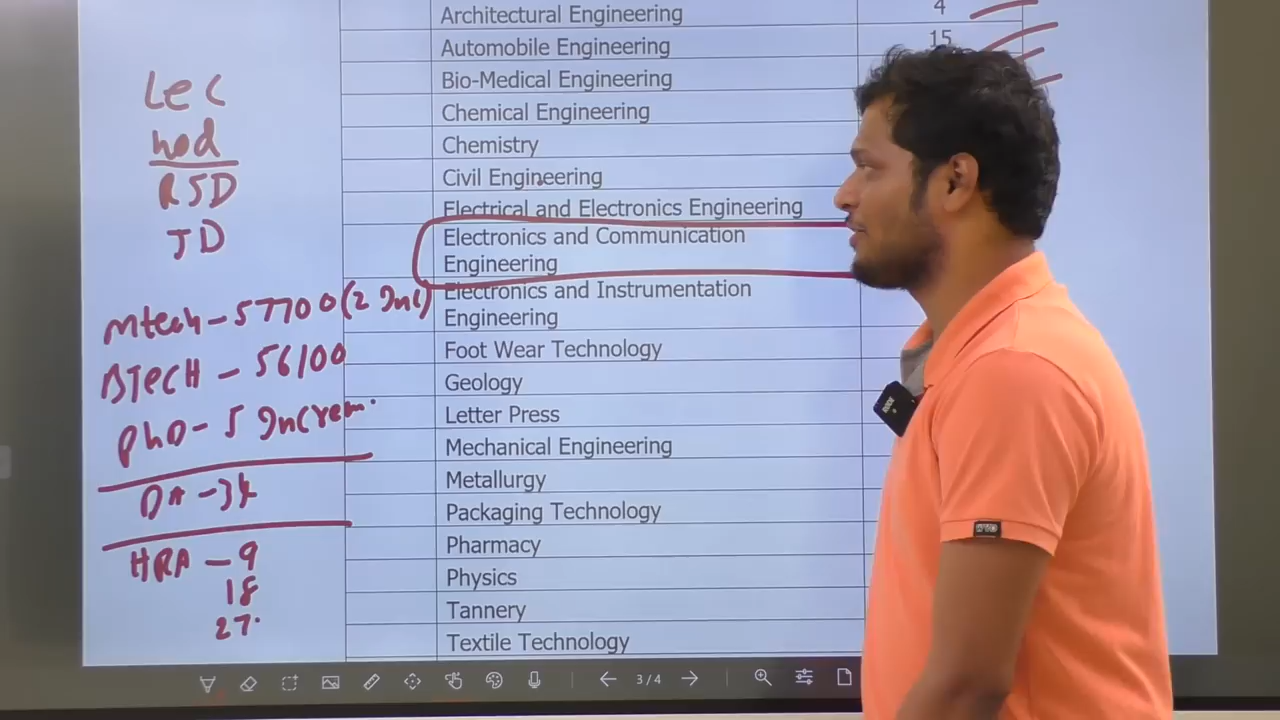 Architectural Engineering 4
Automobile Engineering 15
Bio-Medical Engineering
Chemical Engineering
Chemistry
Civil Engineering
Electrical and Electronics Engineering
Electronics and Communication
Engineering
Electronics and Instrumentation
Engineering
Foot Wear Technology
Geology
Letter Press
Mechanical Engineering
Metallurgy
Packaging Technology
Pharmacy
Physics
Tannery
Textile Technology
Lec
hod
RSD
JD
Mtech - 57700 (2 Inc)
BTECH - 56100
PhD - 5 Increm.
DA - 34
HRA - 9
18
27.
3/4